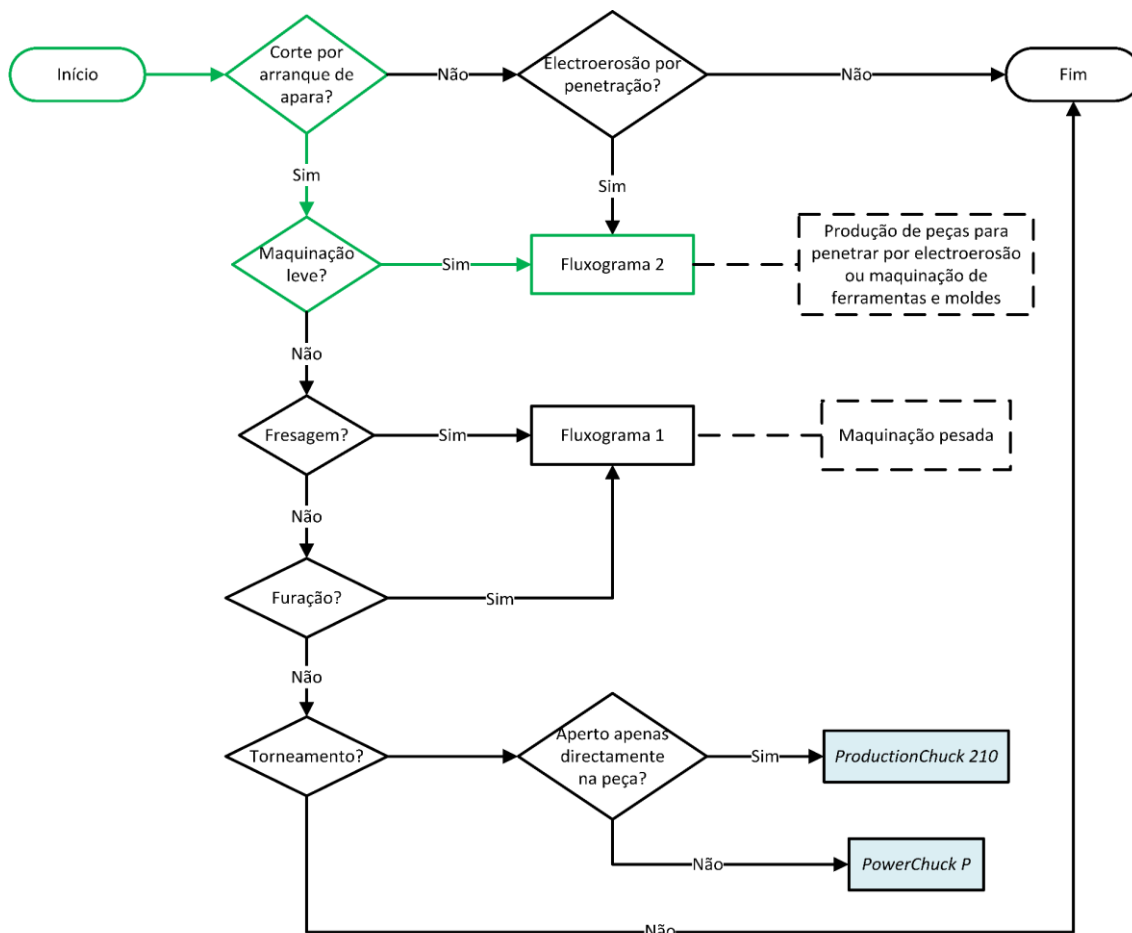 Início
Corte por
arranque de
apara?
Não
Electroerosão por
penetração?
Não
Fim
Sim
Sim
Maquinação
leve?
Sim
Fluxograma 2
Produção de peças para
penetrar por electroerosão
ou maquinação de
ferramentas e moldes
Não
Fresagem?
Sim
Fluxograma 1
Maquinação pesada
Não
Furação?
Sim
Não
Torneamento?
Aperto apenas
directamente
na peça?
Sim
ProductionChuck 210
Não
PowerChuck P
Não